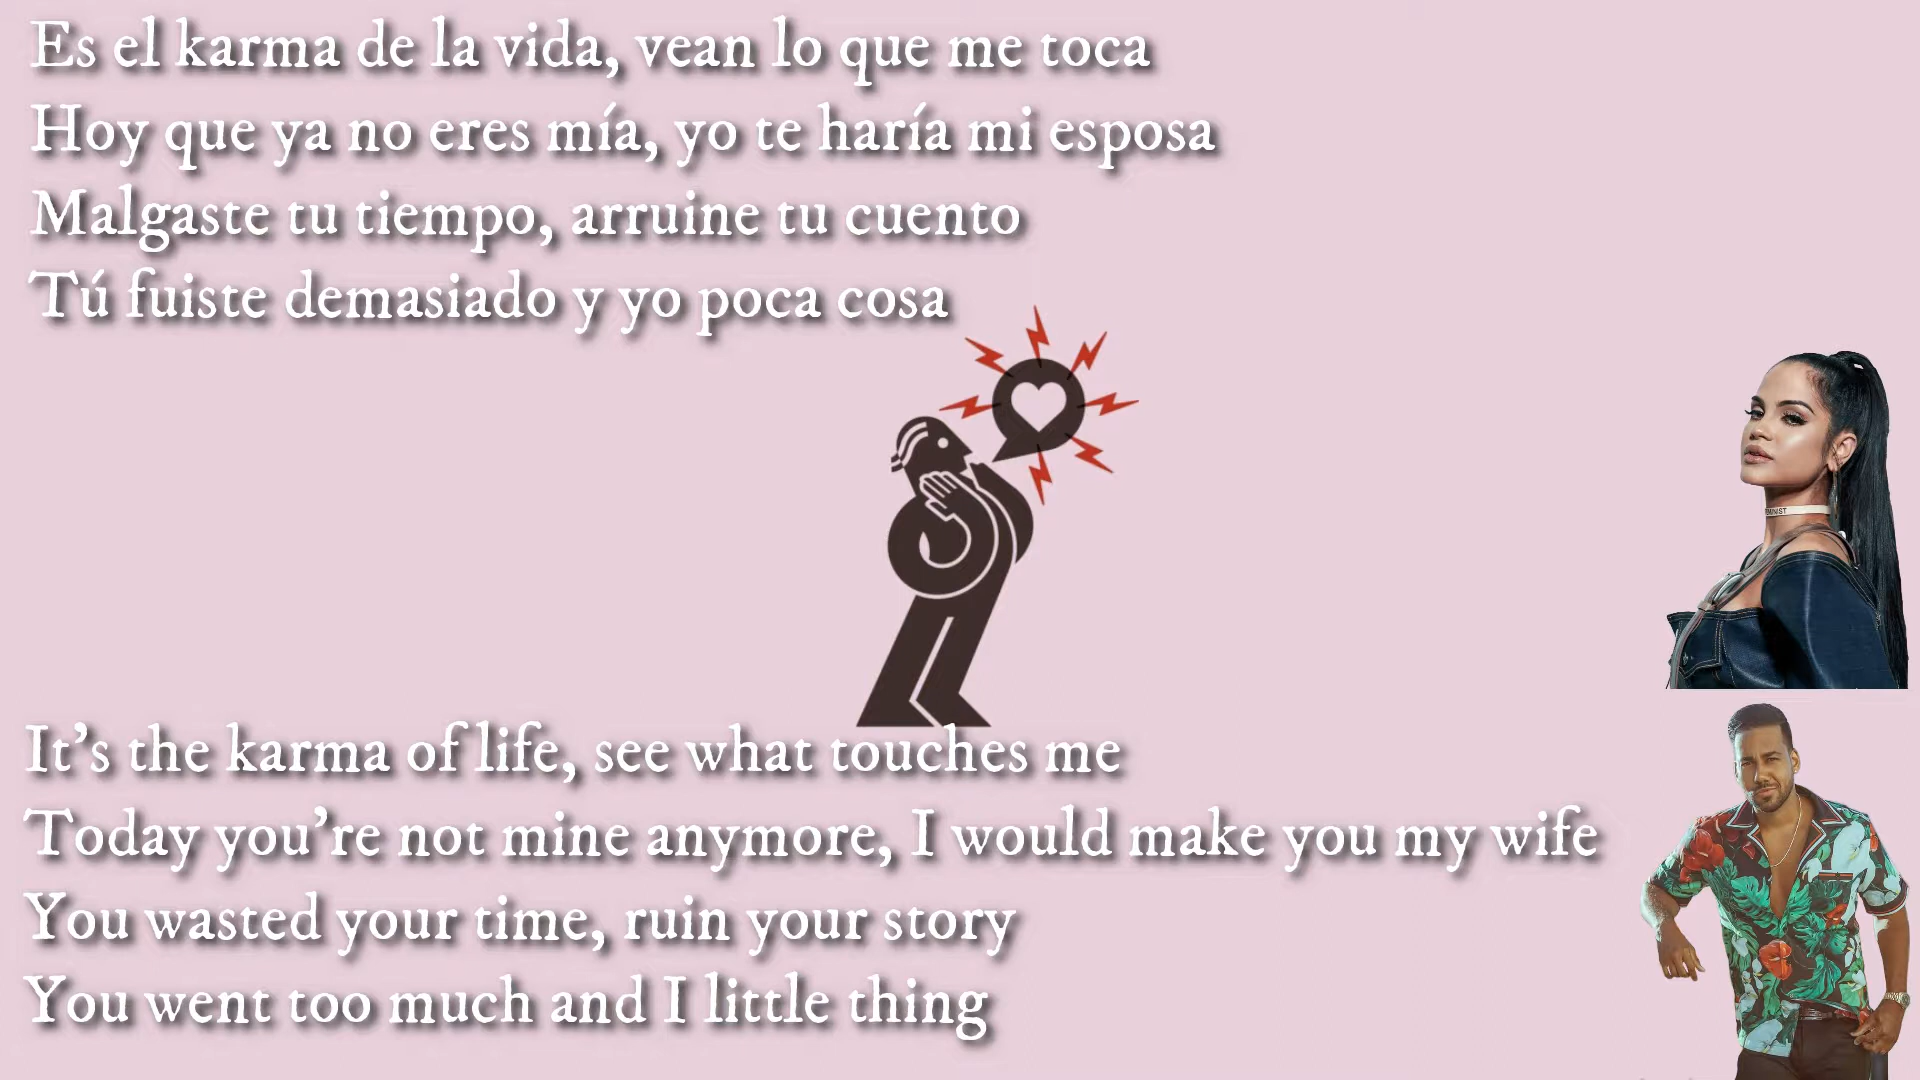 Es el karma de la vida, vean lo que me toca
Hoy que ya no eres mía, yo te haría mi esposa
Malgaste tu tiempo, arruine tu cuento
Tú fuiste demasiado y yo poca cosa
It's the karma of life, see what touches me
Today you're not mine anymore, I would make you my wife
You wasted your time, ruin your story
You went too much and I little thing